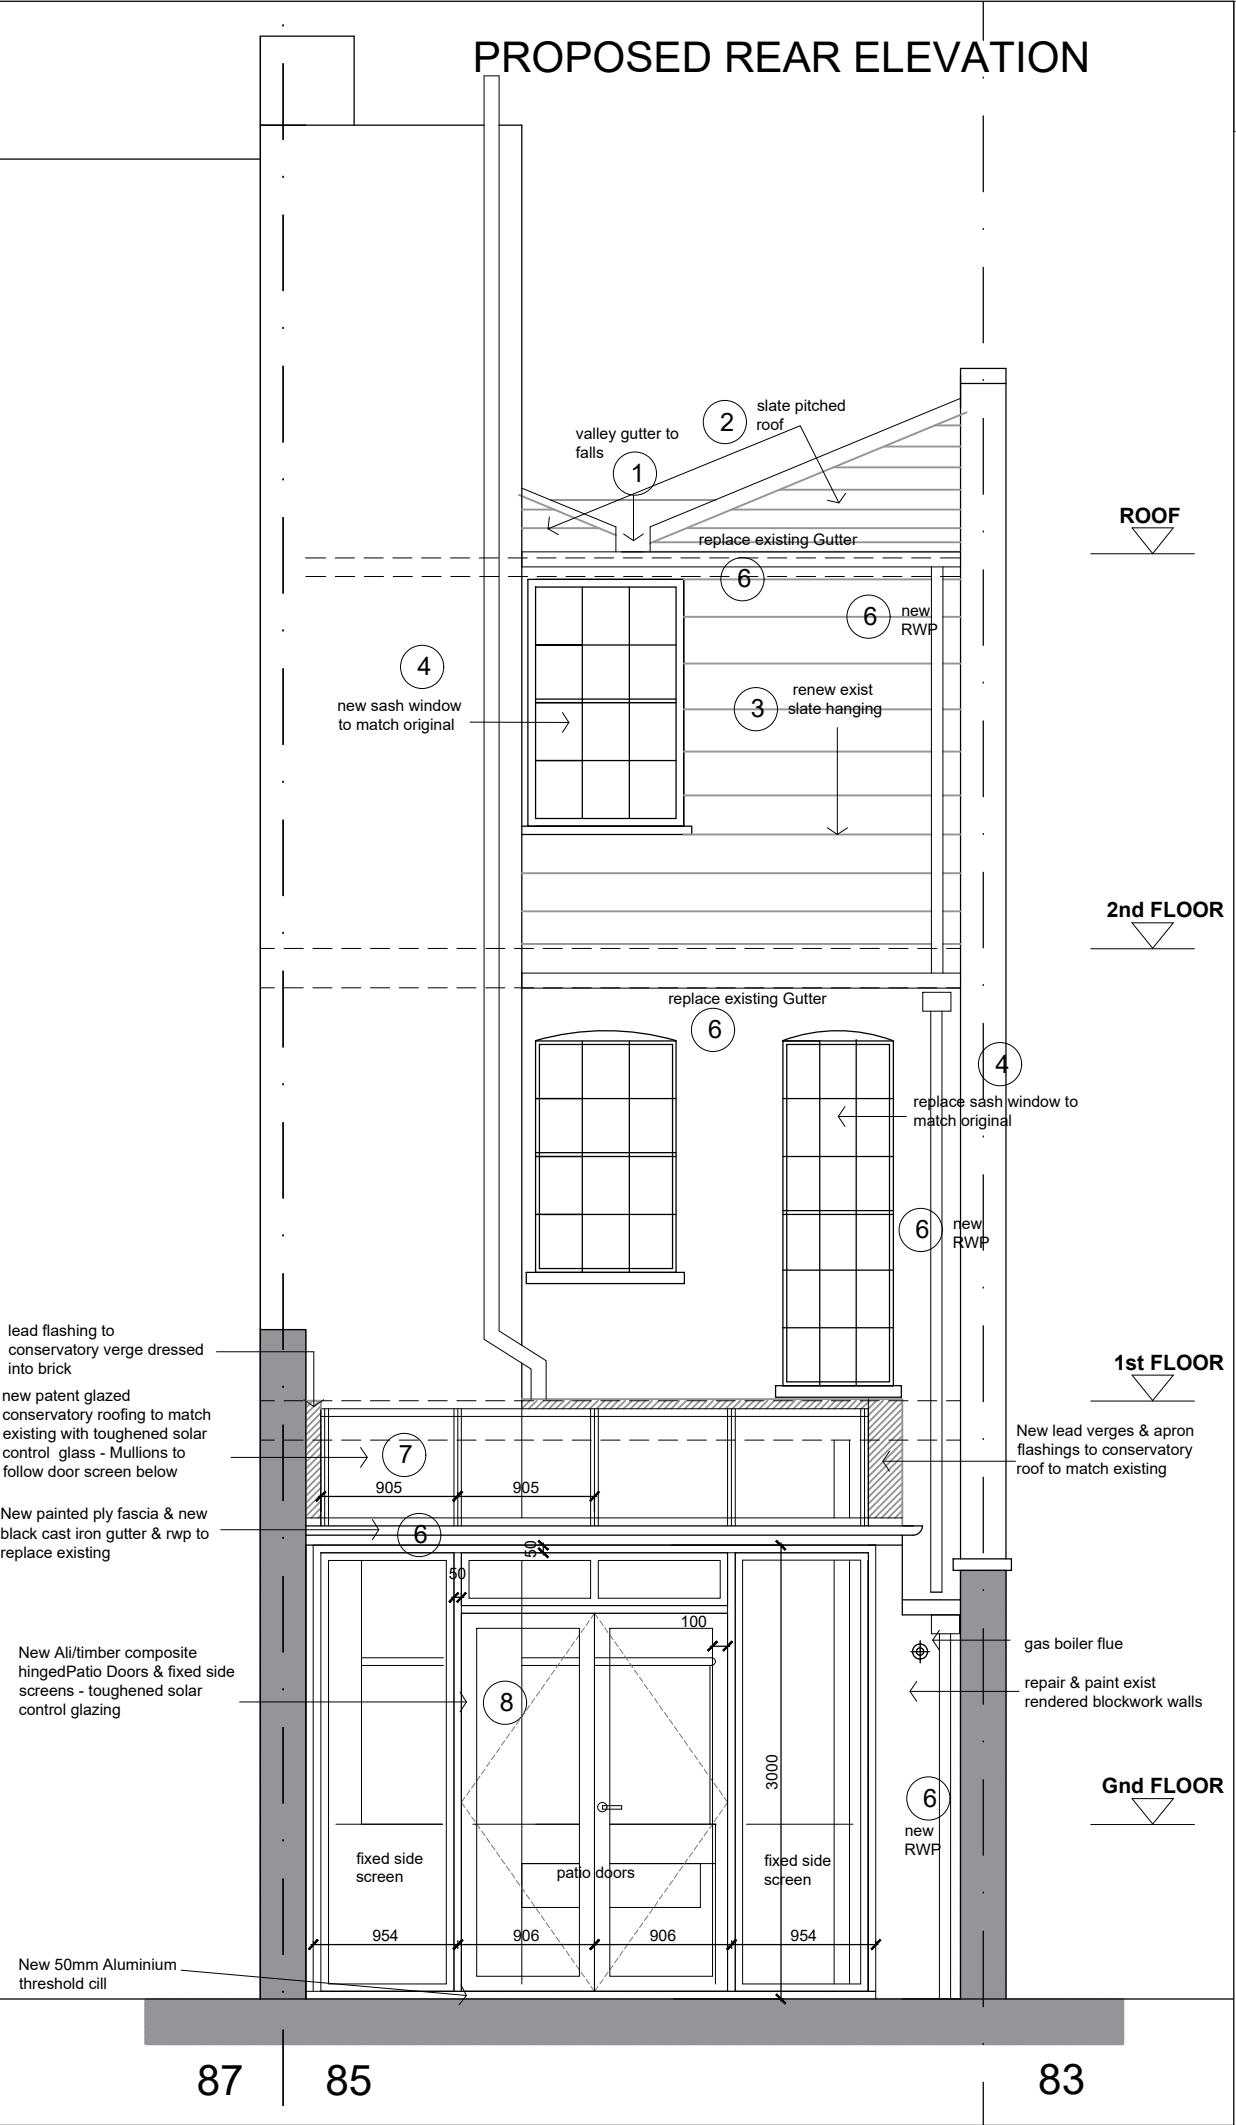 PROPOSED REAR ELEVATION
2
slate pitched
roof
valley gutter to
falls
1
ROOF
replace existing Gutter
6
6
new
RWP
4
new sash window
to match original
3
renew exist
slate hanging
2nd FLOOR
replace existing Gutter
6
4
replace sash window to
match original
6
new
RWP
lead flashing to
conservatory verge dressed
into brick
1st FLOOR
new patent glazed
conservatory roofing to match
existing with toughened solar
control glass - Mullions to
follow door screen below
7
New lead verges & apron
flashings to conservatory
roof to match existing
905
905
New painted ply fascia & new
black cast iron gutter & rwp to
replace existing
6
50
50
100
gas boiler flue
New Ali/timber composite
hingedPatio Doors & fixed side
screens - toughened solar
control glazing
8
repair & paint exist
rendered blockwork walls
3000
Gnd FLOOR
6
new
RWP
fixed side
screen
patio doors
fixed side
screen
954
906
906
954
New 50mm Aluminium
threshold cill
87
85
83